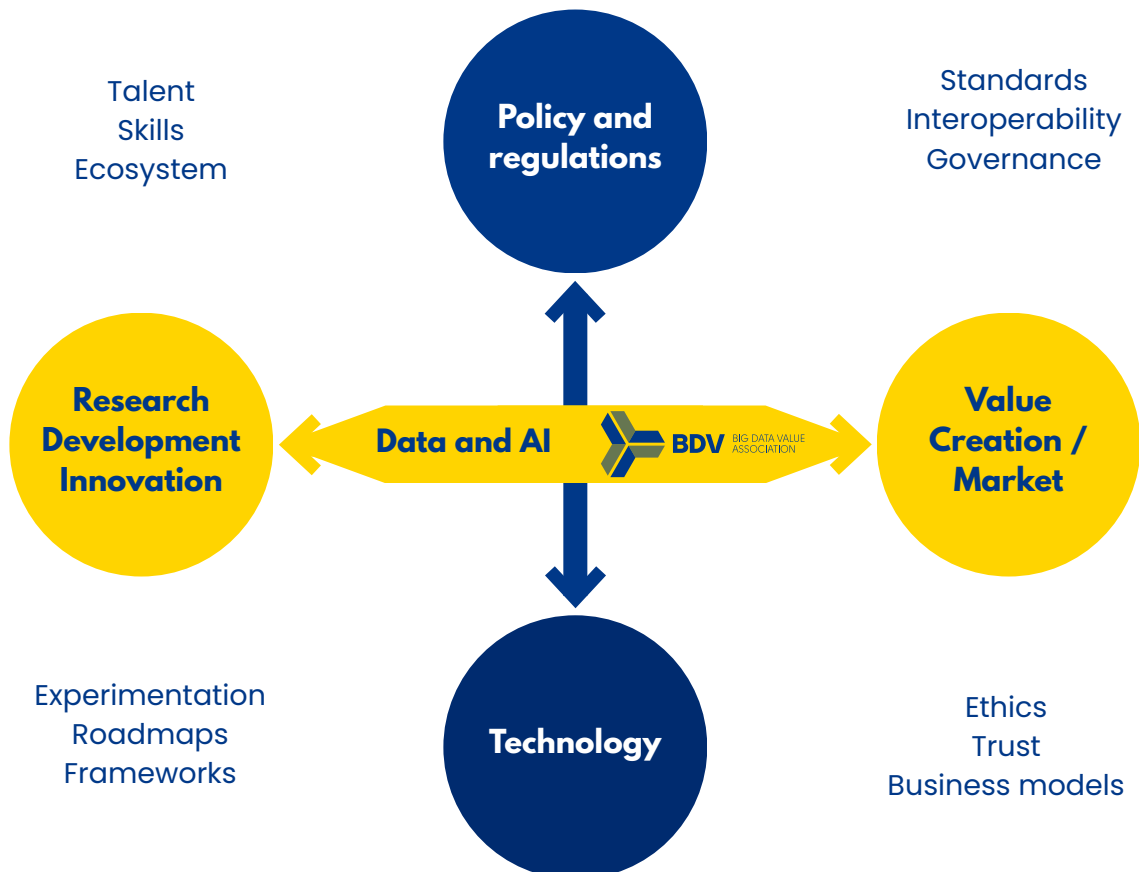 Talent
Skills
Ecosystem
Policy and
regulations
Standards
Interoperability
Governance
Research
Development
Innovation
Data and AI
BDV
BIG DATA VALUE
ASSOCIATION
Value
Creation /
Market
Experimentation
Roadmaps
Frameworks
Technology
Ethics
Trust
Business models